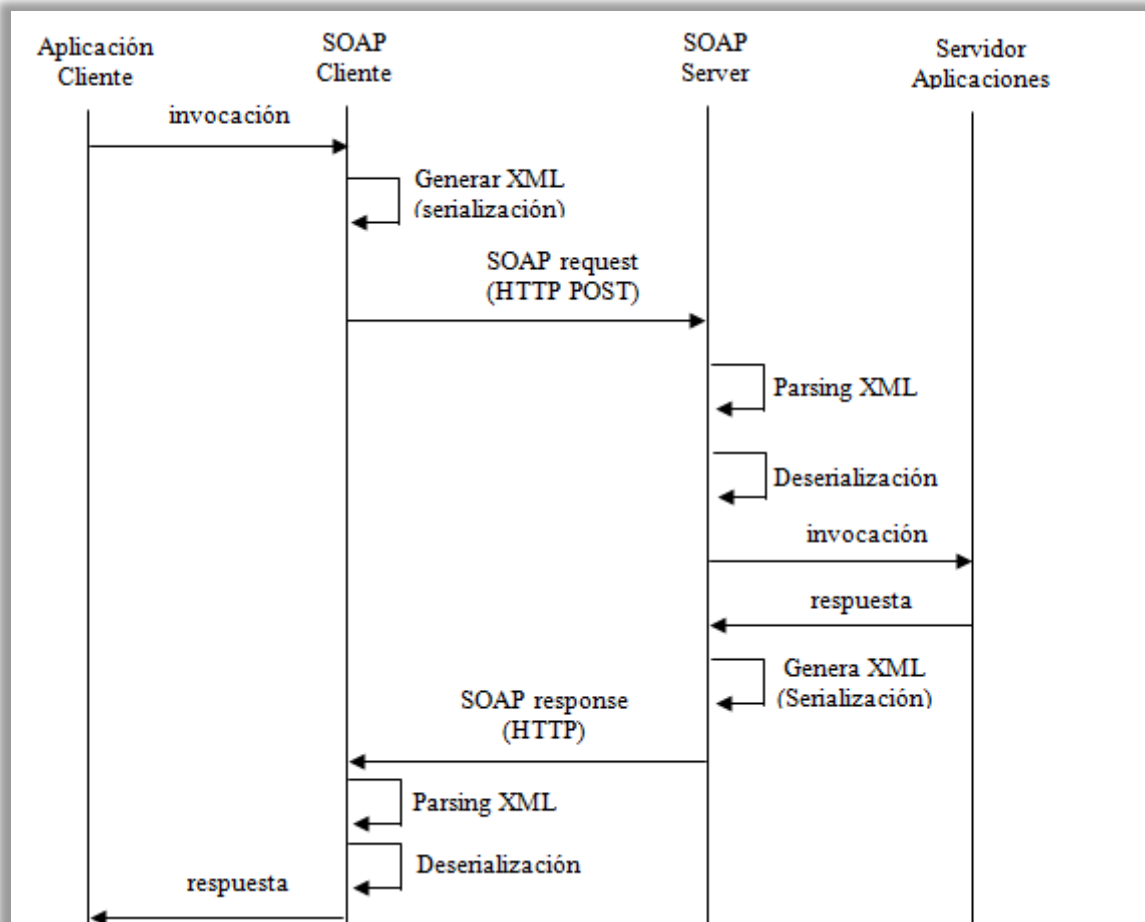 Aplicación
Cliente
SOAP
Cliente
SOAP
Server
Servidor
Aplicaciones
invocación
Generar XML
(serialización)
SOAP request
(HTTP POST)
Parsing XML
Deserialización
invocación
respuesta
Genera XML
(Serialización)
SOAP response
(HTTP)
Parsing XML
Deserialización
respuesta